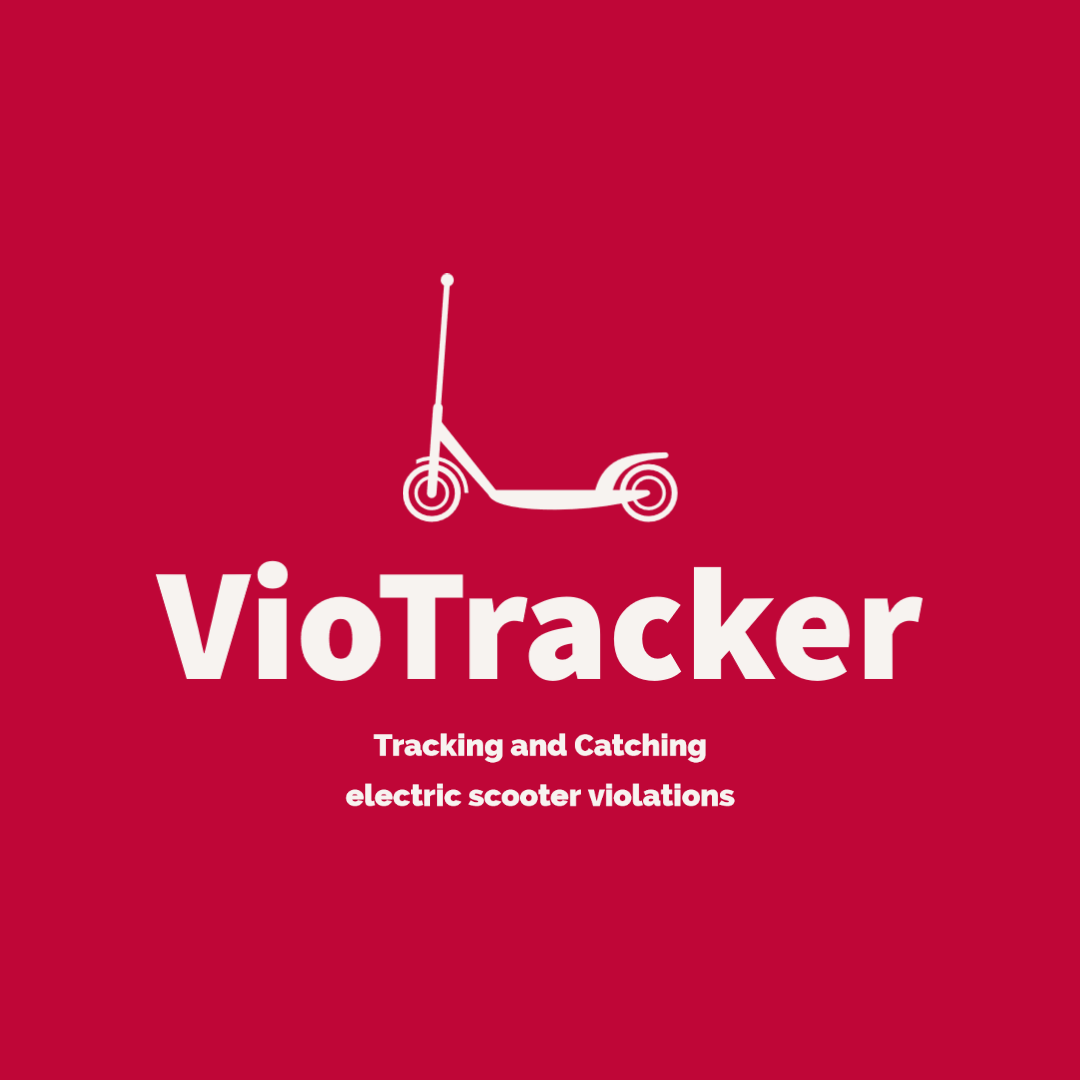 VioTracker
Tracking and Catching
electric scooter violations